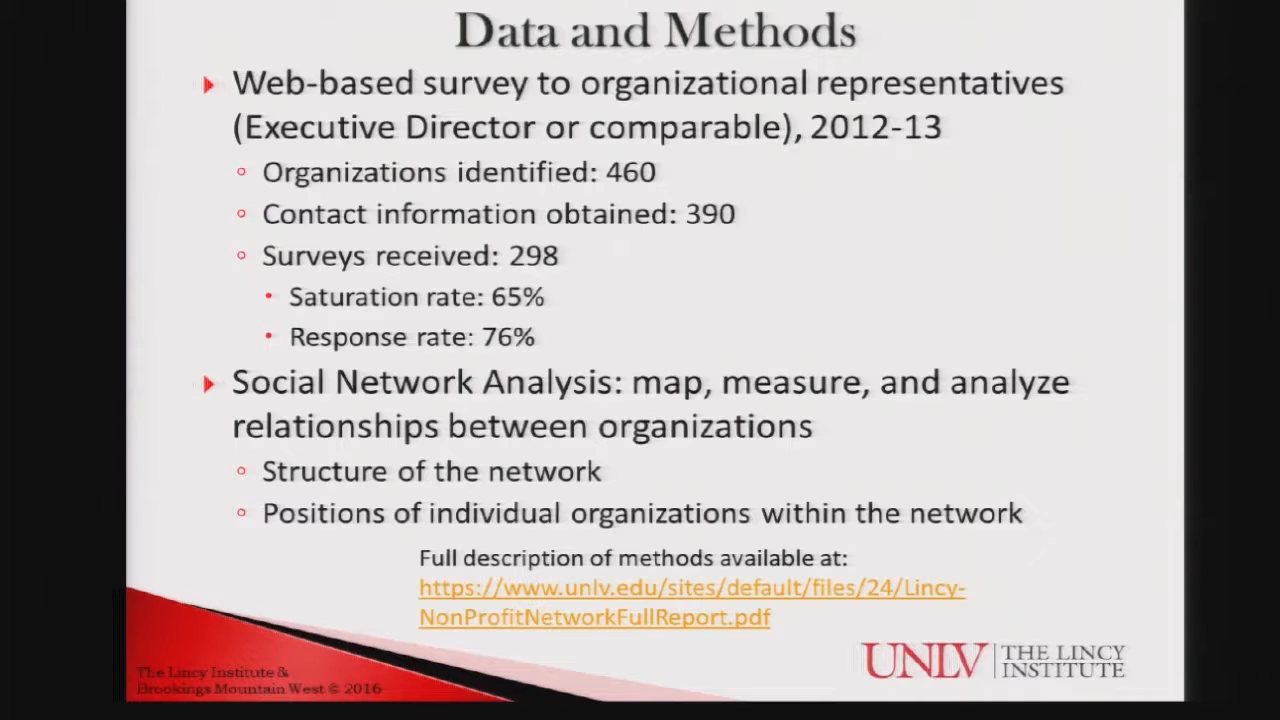 Data and Methods
Web-based survey to organizational representatives
(Executive Director or comparable), 2012-13
Organizations identified: 460
Contact information obtained: 390
Surveys received: 298
Saturation rate: 65%
Response rate: 76%
Social Network Analysis: map, measure, and analyze
relationships between organizations
Structure of the network
Positions of individual organizations within the network
Full description of methods available at:
https://www.unlv.edu/sites/default/files/24/Lincy-
NonProfitNetworkFullReport.pdf
The Lincy Institute &
Brookings Mountain West © 2016
UNLV THE LINCY
INSTITUTE